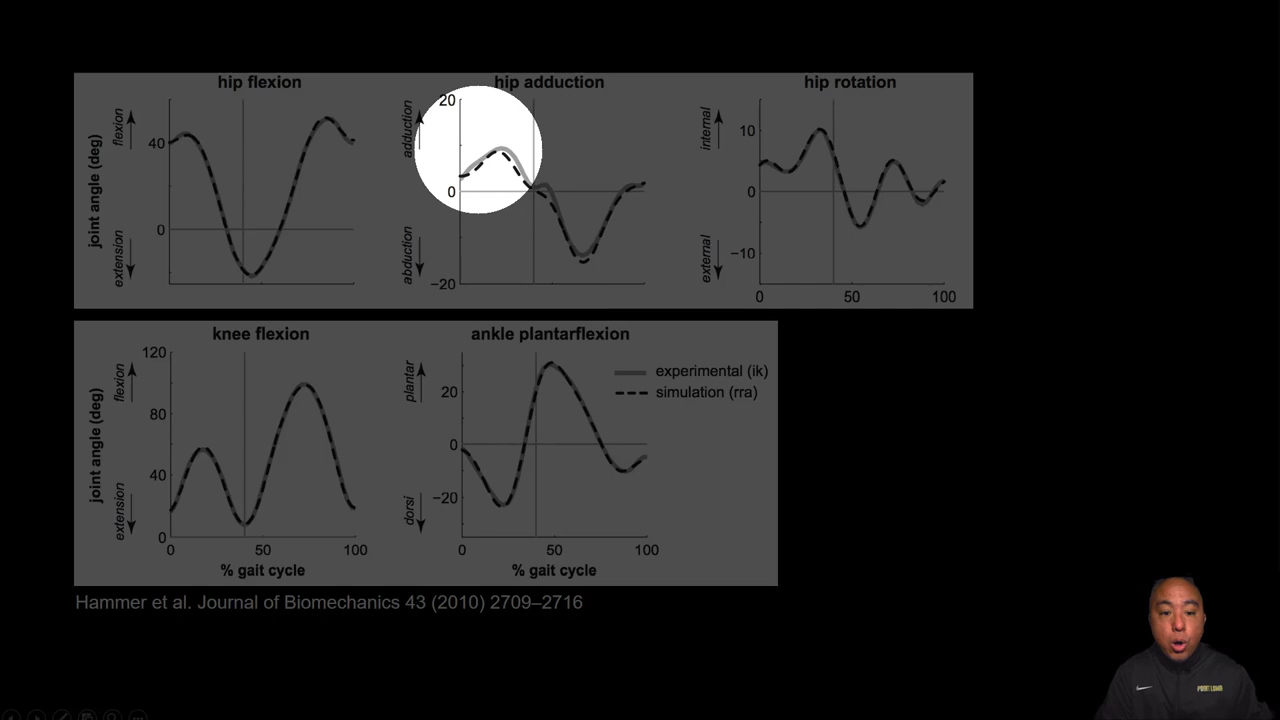 hip flexion
hip adduction
hip rotation
joint angle (deg)
flexion
extension
40
0
adduction
abduction
20
0
−20
internal
external
10
0
−10
0
50
100
knee flexion
ankle plantarflexion
joint angle (deg)
flexion
extension
120
80
40
0
0
50
100
% gait cycle
plantar
dorsi
20
0
−20
0
50
100
% gait cycle
experimental (ik)
simulation (rra)
Hammer et al. Journal of Biomechanics 43 (2010) 2709–2716
POINT LOMA